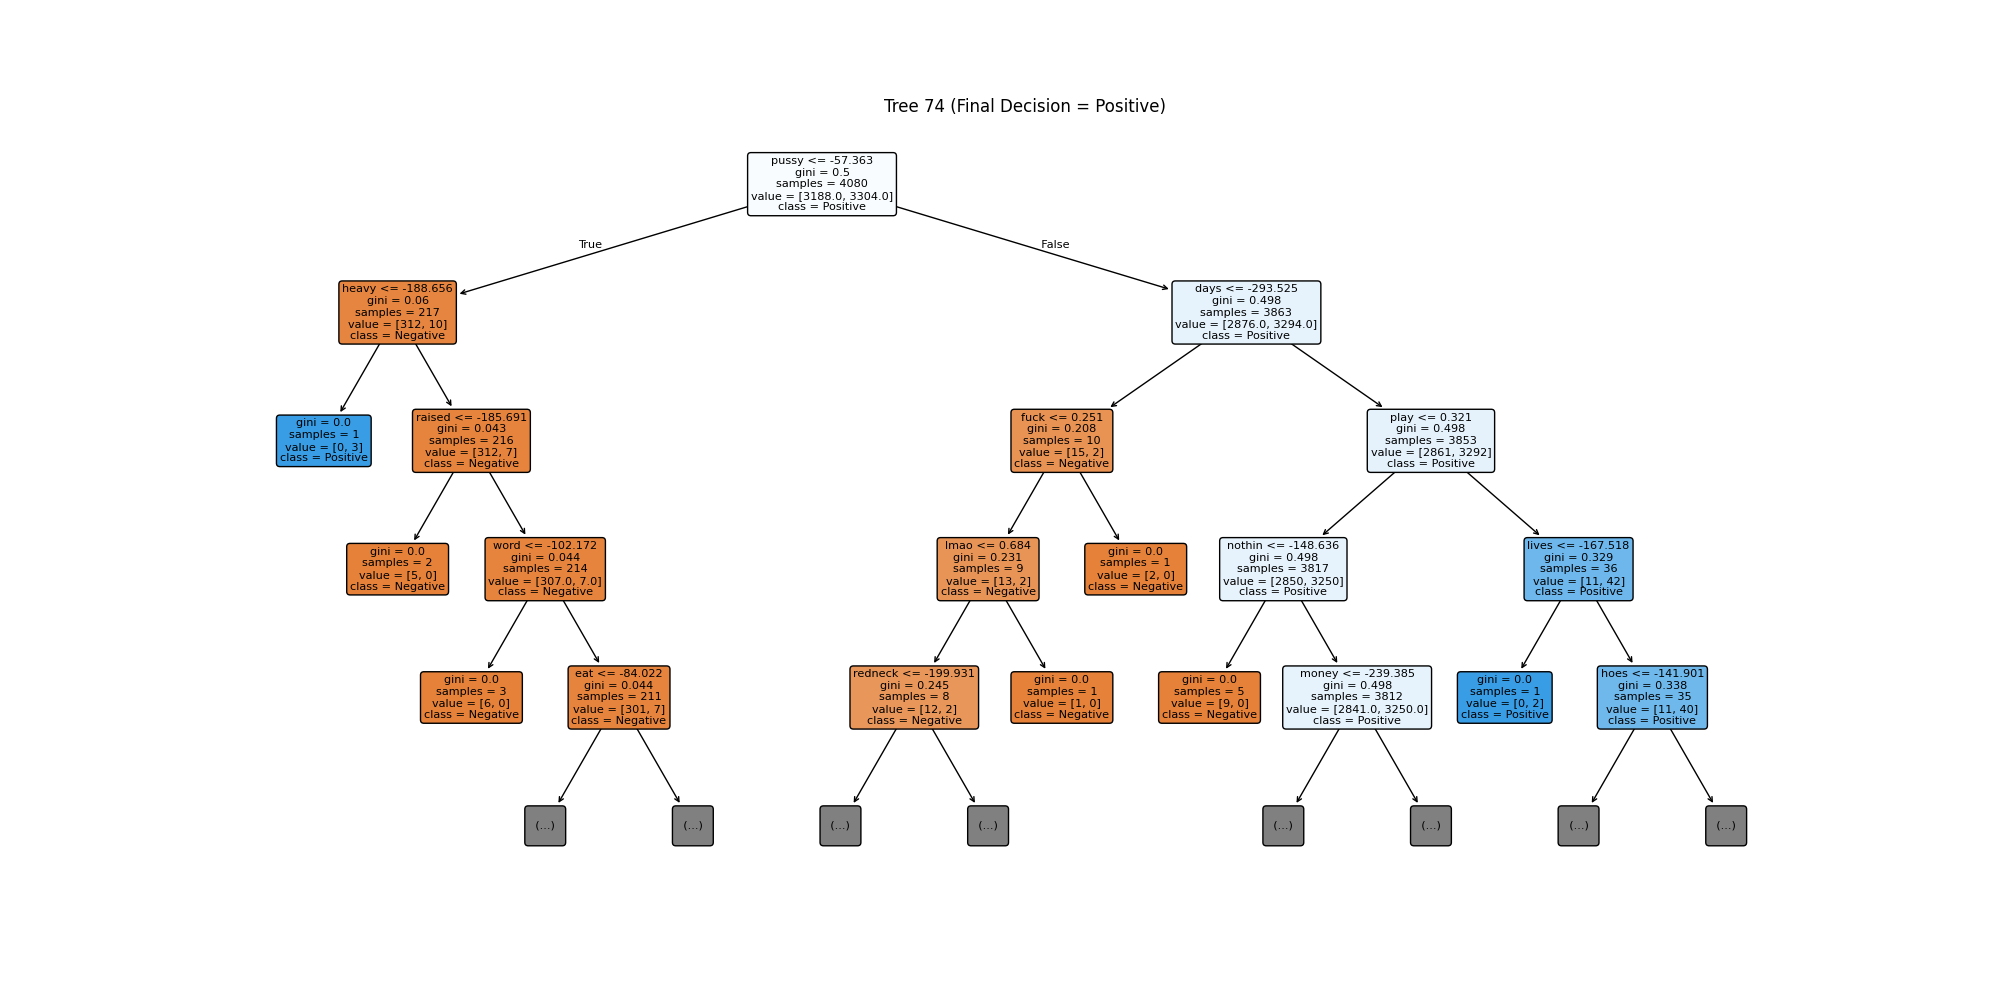 Tree 74 (Final Decision = Positive)
pussy <= -57.363
gini = 0.5
samples = 4080
value = [3188.0, 3304.0]
class = Positive
True
False
heavy <= -188.656
gini = 0.06
samples = 217
value = [312, 10]
class = Negative
days <= -293.525
gini = 0.498
samples = 3863
value = [2876.0, 3294.0]
class = Positive
gini = 0.0
samples = 1
value = [0, 3]
class = Positive
raised <= -185.691
gini = 0.043
samples = 216
value = [312, 7]
class = Negative
fuck <= 0.251
gini = 0.208
samples = 10
value = [15, 2]
class = Negative
play <= 0.321
gini = 0.498
samples = 3853
value = [2861, 3292]
class = Positive
gini = 0.0
samples = 2
value = [5, 0]
class = Negative
word <= -102.172
gini = 0.044
samples = 214
value = [307.0, 7.0]
class = Negative
lmao <= 0.684
gini = 0.231
samples = 9
value = [13, 2]
class = Negative
gini = 0.0
samples = 1
value = [2, 0]
class = Negative
nothin <= -148.636
gini = 0.498
samples = 3817
value = [2850, 3250]
class = Positive
lives <= -167.518
gini = 0.329
samples = 36
value = [11, 42]
class = Positive
gini = 0.0
samples = 3
value = [6, 0]
class = Negative
eat <= -84.022
gini = 0.044
samples = 211
value = [301, 7]
class = Negative
redneck <= -199.931
gini = 0.245
samples = 8
value = [12, 2]
class = Negative
gini = 0.0
samples = 1
value = [1, 0]
class = Negative
gini = 0.0
samples = 5
value = [9, 0]
class = Negative
money <= -239.385
gini = 0.498
samples = 3812
value = [2841.0, 3250.0]
class = Positive
gini = 0.0
samples = 1
value = [0, 2]
class = Positive
hoes <= -141.901
gini = 0.338
samples = 35
value = [11, 40]
class = Positive
(...)
(...)
(...)
(...)
(...)
(...)
(...)
(...)